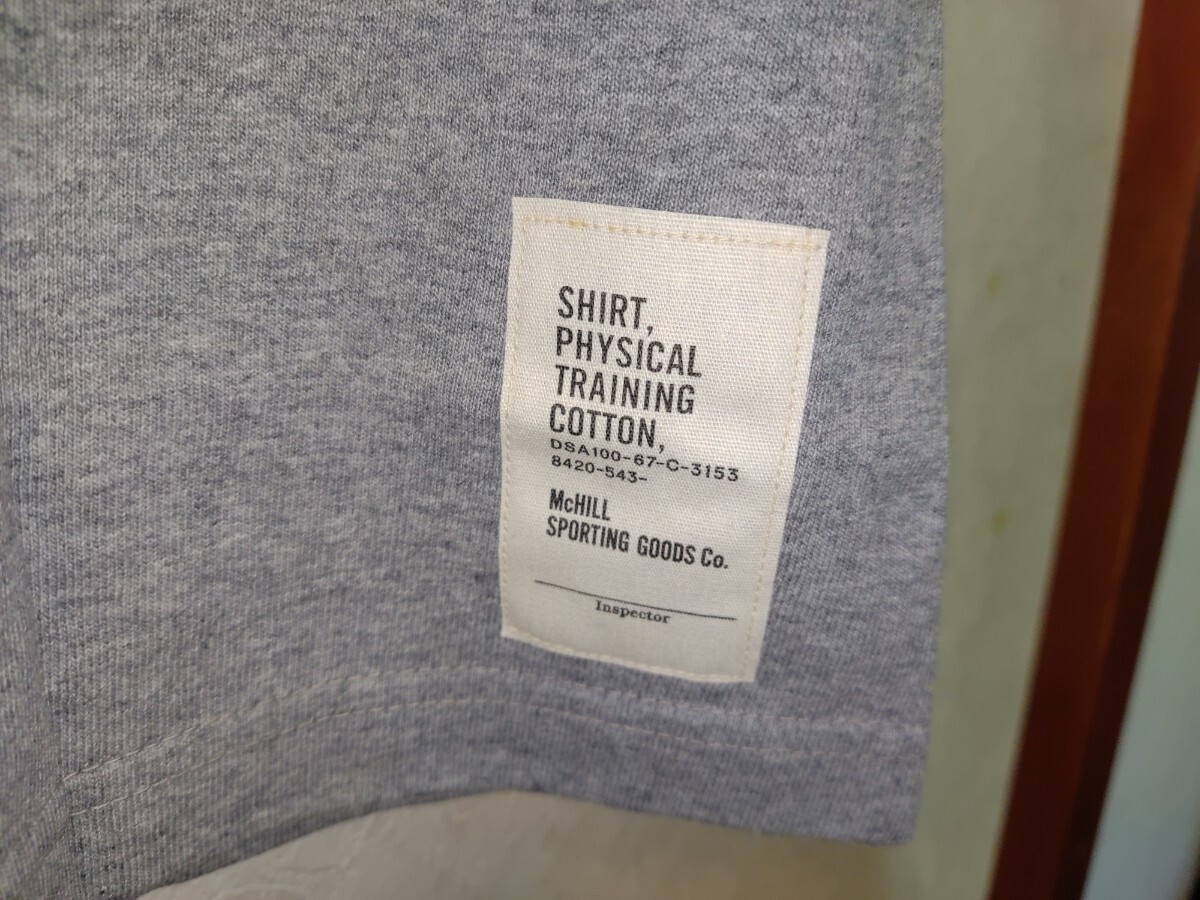 SHIRT,
PHYSICAL
TRAINING
COTTON,
DSA100-67-C-3153
8420-543-
McHILL
SPORTING GOODS Co.
Inspector